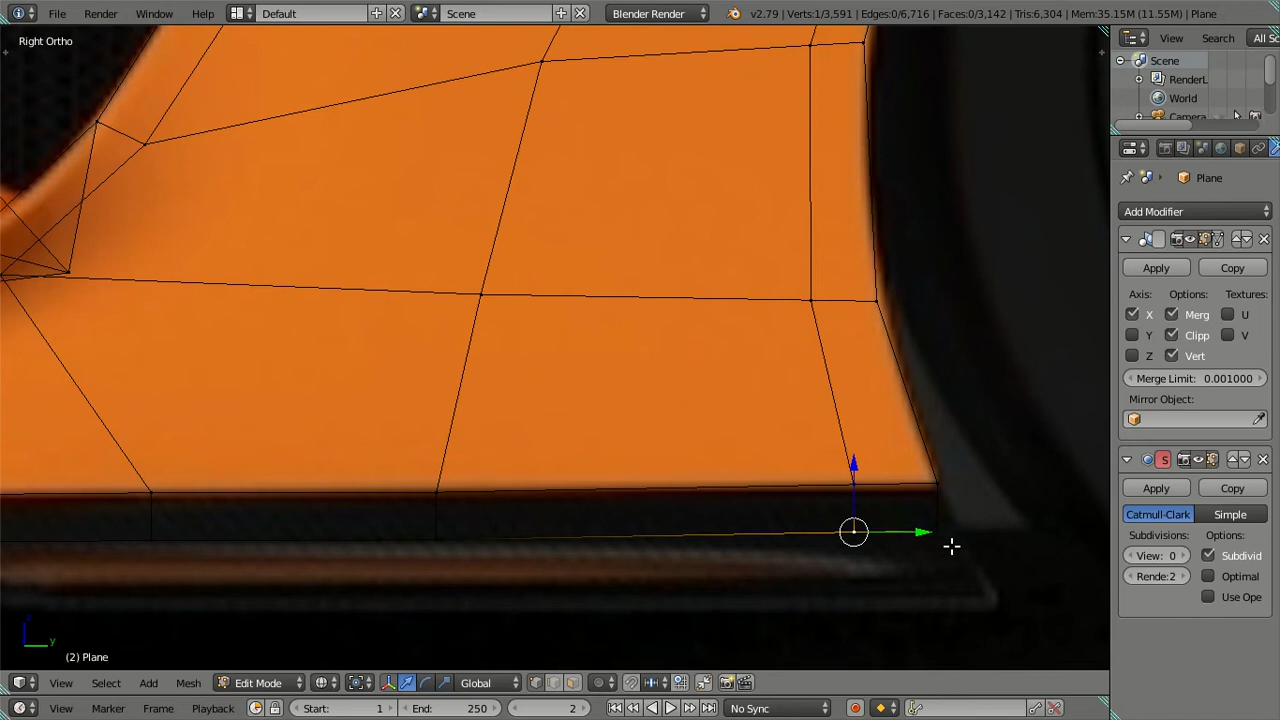 File Render Window Help Default Scene Blender Render v2.79 | Verts:1/3,591 | Edges:0/6,716 | Faces:0/3,142 | Tris:6,304 | Mem:35.15M (11.55M) | Plane
Right Ortho
View Search All Sc
Scene
RenderL
World
Camera
Plane
Add Modifier
Apply Copy
Axis: Options: Textures:
X Merg U
Y Clipp V
Z Vert
Merge Limit: 0.001000
Mirror Object:
S
Apply Copy
Catmull-Clark Simple
Subdivisions: Options:
View: 0 Subdivid
Rende:2 Optimal
Use Ope
z
y
(2) Plane
View Select Add Mesh Edit Mode Global
View Marker Frame Playback Start: 1 End: 250 2 No Sync